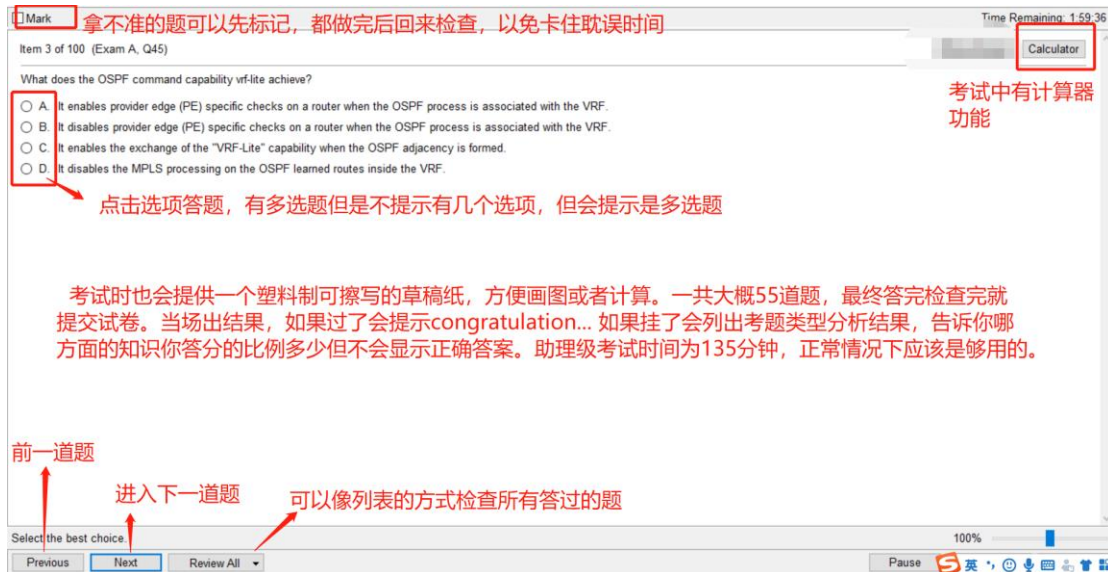 Mark
拿不准的题可以先标记，都做完后回来检查，以免卡住耽误时间
Time Remaining: 1:59:36
Item 3 of 100 (Exam A, Q45)
Calculator
What does the OSPF command capability vrf-lite achieve?
考试中有计算器
功能
A. It enables provider edge (PE) specific checks on a router when the OSPF process is associated with the VRF.
B. It disables provider edge (PE) specific checks on a router when the OSPF process is associated with the VRF.
C. It enables the exchange of the "VRF-Lite" capability when the OSPF adjacency is formed.
D. It disables the MPLS processing on the OSPF learned routes inside the VRF.
点击选项答题，有多选题但是不提示有几个选项，但会提示是多选题
考试时也会提供一个塑料制可擦写的草稿纸，方便画图或者计算。一共大概55道题，最终答完检查完就
提交试卷。当场出结果，如果过了会提示congratulation... 如果挂了会列出考题类型分析结果，告诉你哪
方面的知识你答分的比例多少但不会显示正确答案。助理级考试时间为135分钟，正常情况下应该是够用的。
前一道题
进入下一道题
可以像列表的方式检查所有答过的题
Select the best choice.
100%
Previous
Next
Review All
Pause
英